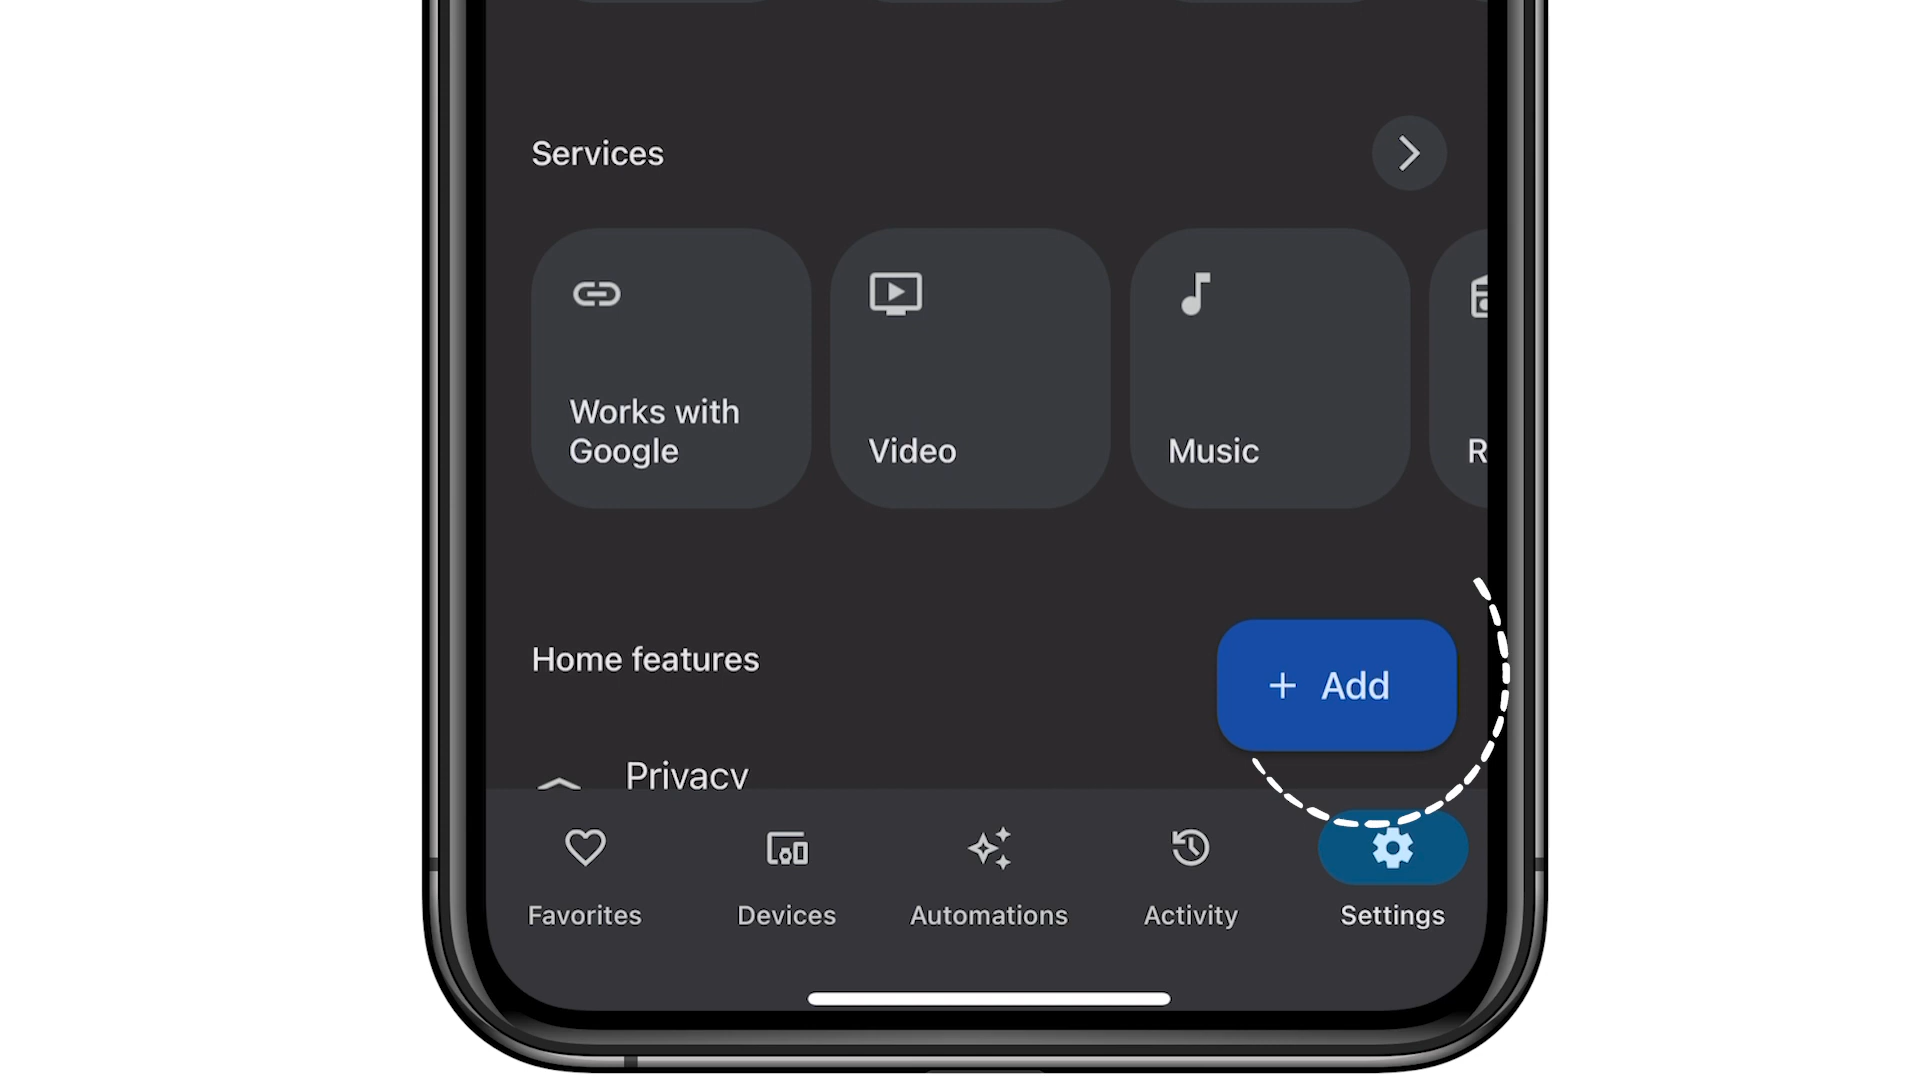 Services
Works with
Google
Video
Music
R
Home features
+ Add
Privacy
Favorites
Devices
Automations
Activity
Settings